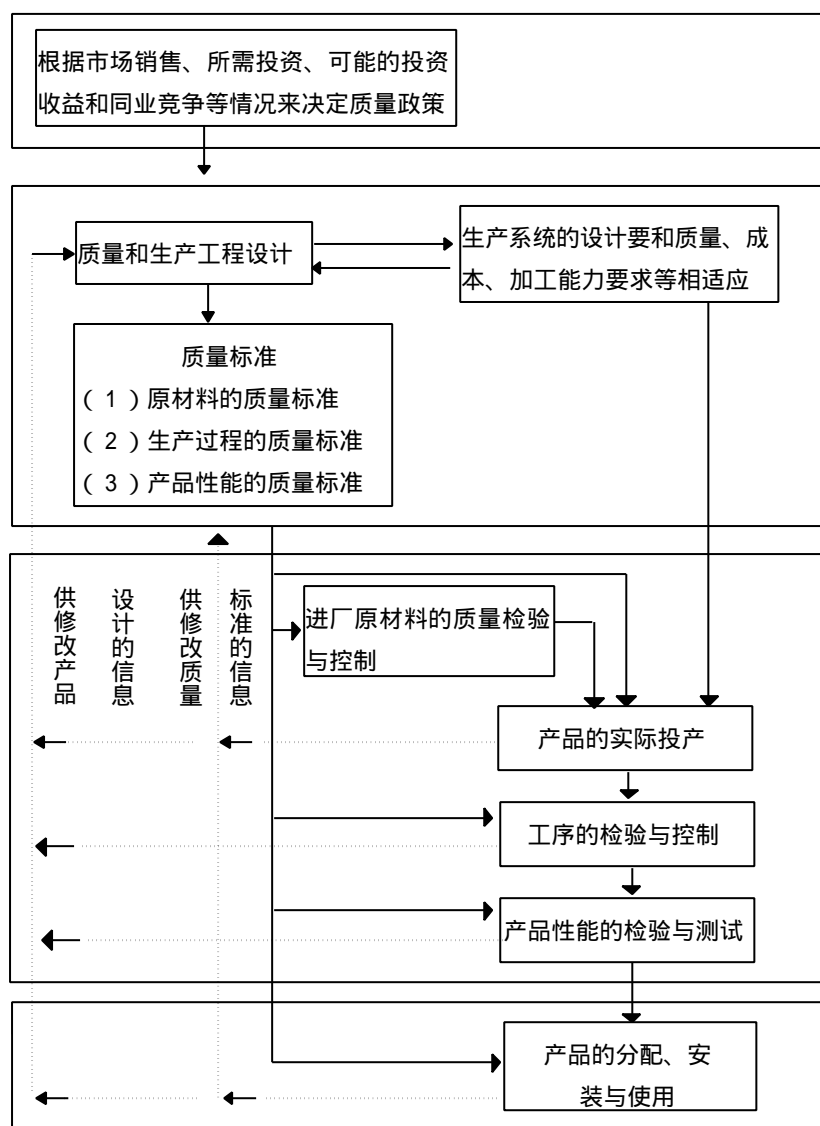 根据市场销售、所需投资、可能的投资
收益和同业竞争等情况来决定质量政策
质量和生产工程设计
生产系统的设计要和质量、成
本、加工能力要求等相适应
质量标准
（1）原材料的质量标准
（2）生产过程的质量标准
（3）产品性能的质量标准
供修改产品
设计的信息
供修改质量
标准的信息
进厂原材料的质量检验
与控制
产品的实际投产
工序的检验与控制
产品性能的检验与测试
产品的分配、安
装与使用